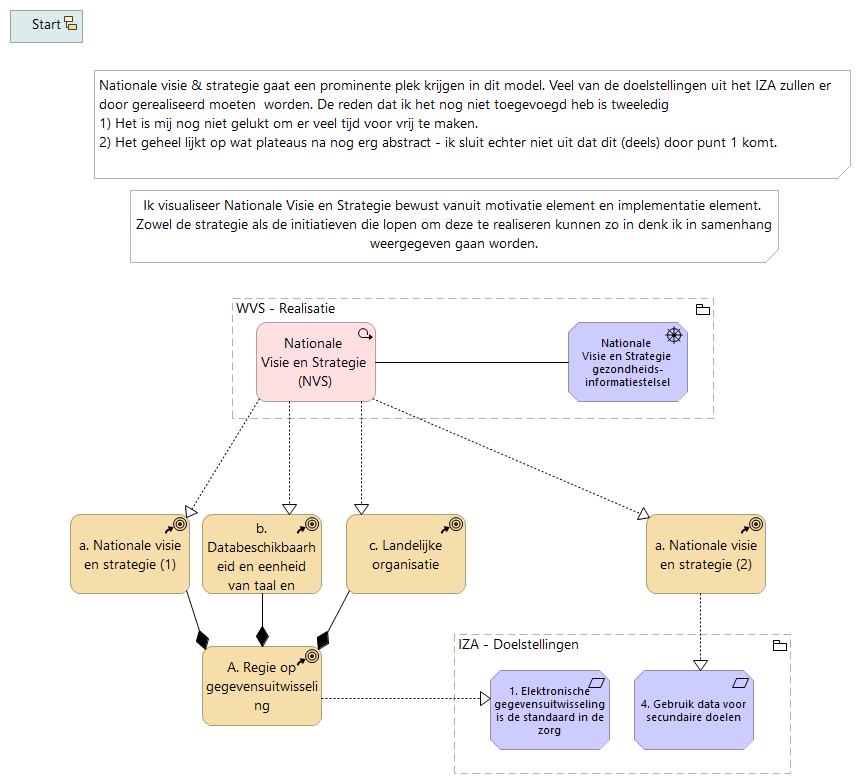 Start
Nationale visie & strategie gaat een prominente plek krijgen in dit model. Veel van de doelstellingen uit het IZA zullen er
door gerealiseerd moeten  worden. De reden dat ik het nog niet toegevoegd heb is tweeledig
1) Het is mij nog niet gelukt om er veel tijd voor vrij te maken.
2) Het geheel lijkt op wat plateaus na nog erg abstract - ik sluit echter niet uit dat dit (deels) door punt 1 komt.
Ik visualiseer Nationale Visie en Strategie bewust vanuit motivatie element en implementatie element.
Zowel de strategie als de initiatieven die lopen om deze te realiseren kunnen zo in denk ik in samenhang
weergegeven gaan worden.
WVS - Realisatie
Nationale
Visie en Strategie
(NVS)
Nationale
Visie en Strategie
gezondheids-
informatiestelsel
a. Nationale visie
en strategie (1)
b.
Databeschikbaarh
eid en eenheid
van taal en
c. Landelijke
organisatie
a. Nationale visie
en strategie (2)
A. Regie op
gegevensuitwisseli
ng
IZA - Doelstellingen
1. Elektronische
gegevensuitwisseling
is de standaard in de
zorg
4. Gebruik data voor
secundaire doelen